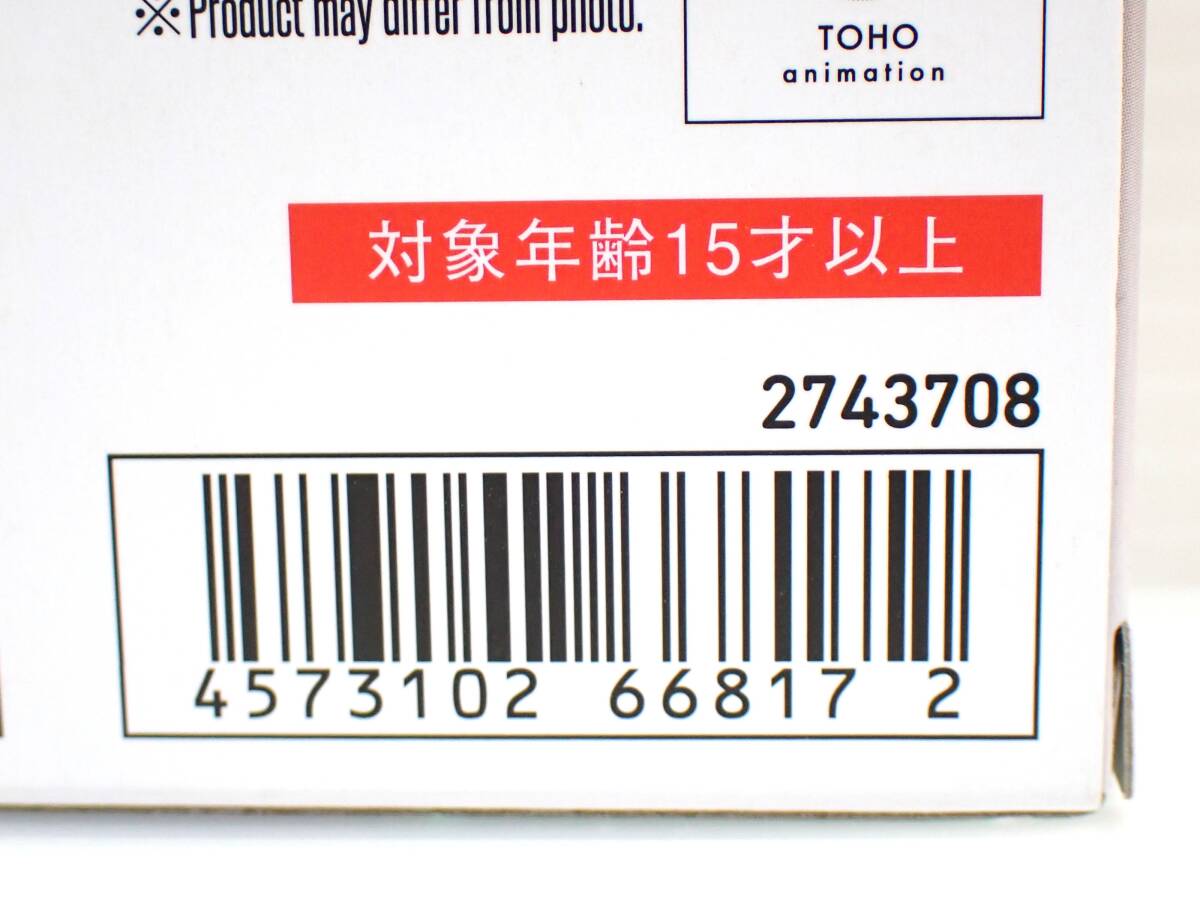 ※Product may differ from photo.
TOHO
animation
対象年齢15才以上
2743708
4573102 66817 2